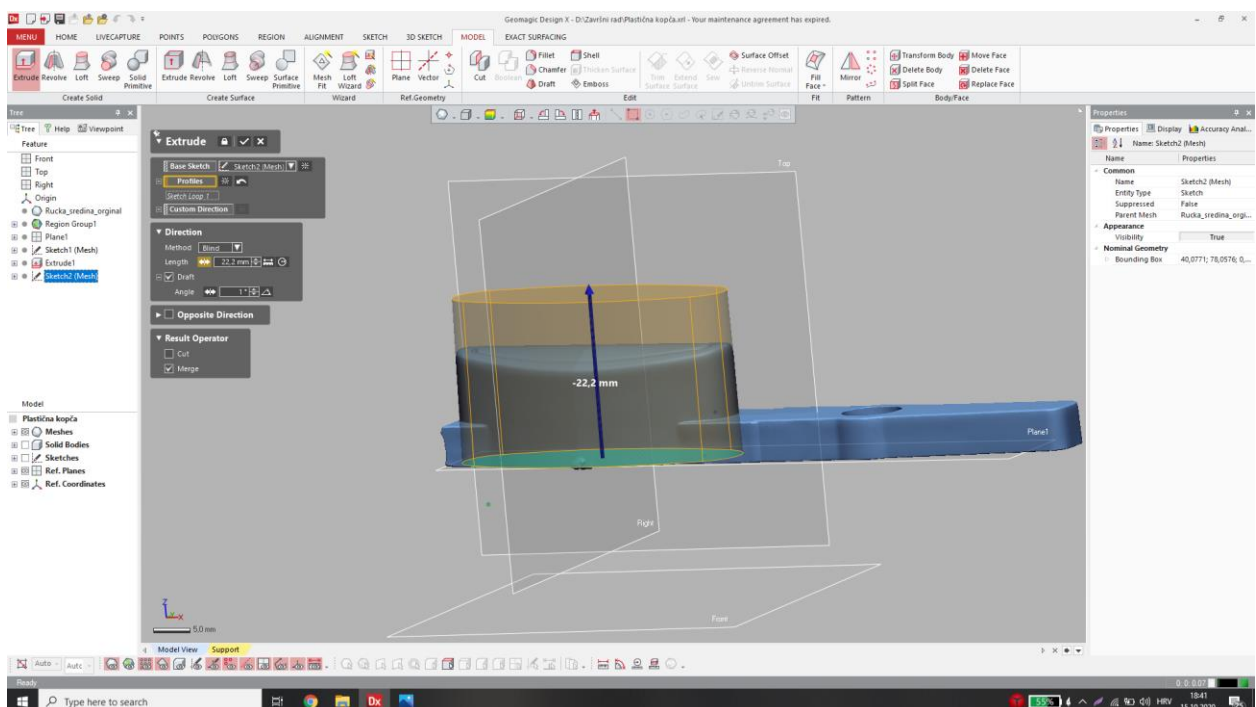 Geomagic Design X - D:\Završni rad\Plastična kopča.xrl - Your maintenance agreement has expired.
MENU HOME LIVECAPTURE POINTS POLYGONS REGION ALIGNMENT SKETCH 3D SKETCH MODEL EXACT SURFACING
Extrude Revolve Loft Sweep Solid Primitive
Create Solid
Extrude Revolve Loft Sweep Surface Primitive
Create Surface
Mesh Fit Loft Wizard
Wizard
Plane Vector
Ref.Geometry
Cut Boolean
Fillet Shell
Chamfer Thicken Surface
Draft Emboss
Trim Surface Extend Surface Sew
Surface Offset
Reverse Normal
Untrim Surface
Edit
Fill Face
Fit
Mirror
Pattern
Transform Body Move Face
Delete Body Delete Face
Split Face Replace Face
Body/Face
Tree
Tree Help Viewpoint
Feature
Front
Top
Right
Origin
Rucka_sredina_orginal
Region Group1
Plane1
Sketch1 (Mesh)
Extrude1
Sketch2 (Mesh)
Model
Plastična kopča
Meshes
Solid Bodies
Sketches
Ref. Planes
Ref. Coordinates
Extrude
Base Sketch Sketch2 (Mesh)
Profiles
Sketch Loop 1
Custom Direction
Direction
Method Blind
Length 22,2 mm
Draft
Angle 1 °
Opposite Direction
Result Operator
Cut
Merge
Top
-22,2 mm
Plane1
Right
Front
Z
X
5.0 mm
Properties
Properties Display Accuracy Anal...
Name: Sketch2 (Mesh)
Name Properties
Common
Name Sketch2 (Mesh)
Entity Type Sketch
Suppressed False
Parent Mesh Rucka_sredina_orgi...
Appearance
Visibility True
Nominal Geometry
Bounding Box 40,0771; 78,0576; 0,...
Model View Support
Auto Auto
Ready
0: 0: 0:07
Type here to search
Dx
55%
HRV
18:41
15.10.2020.